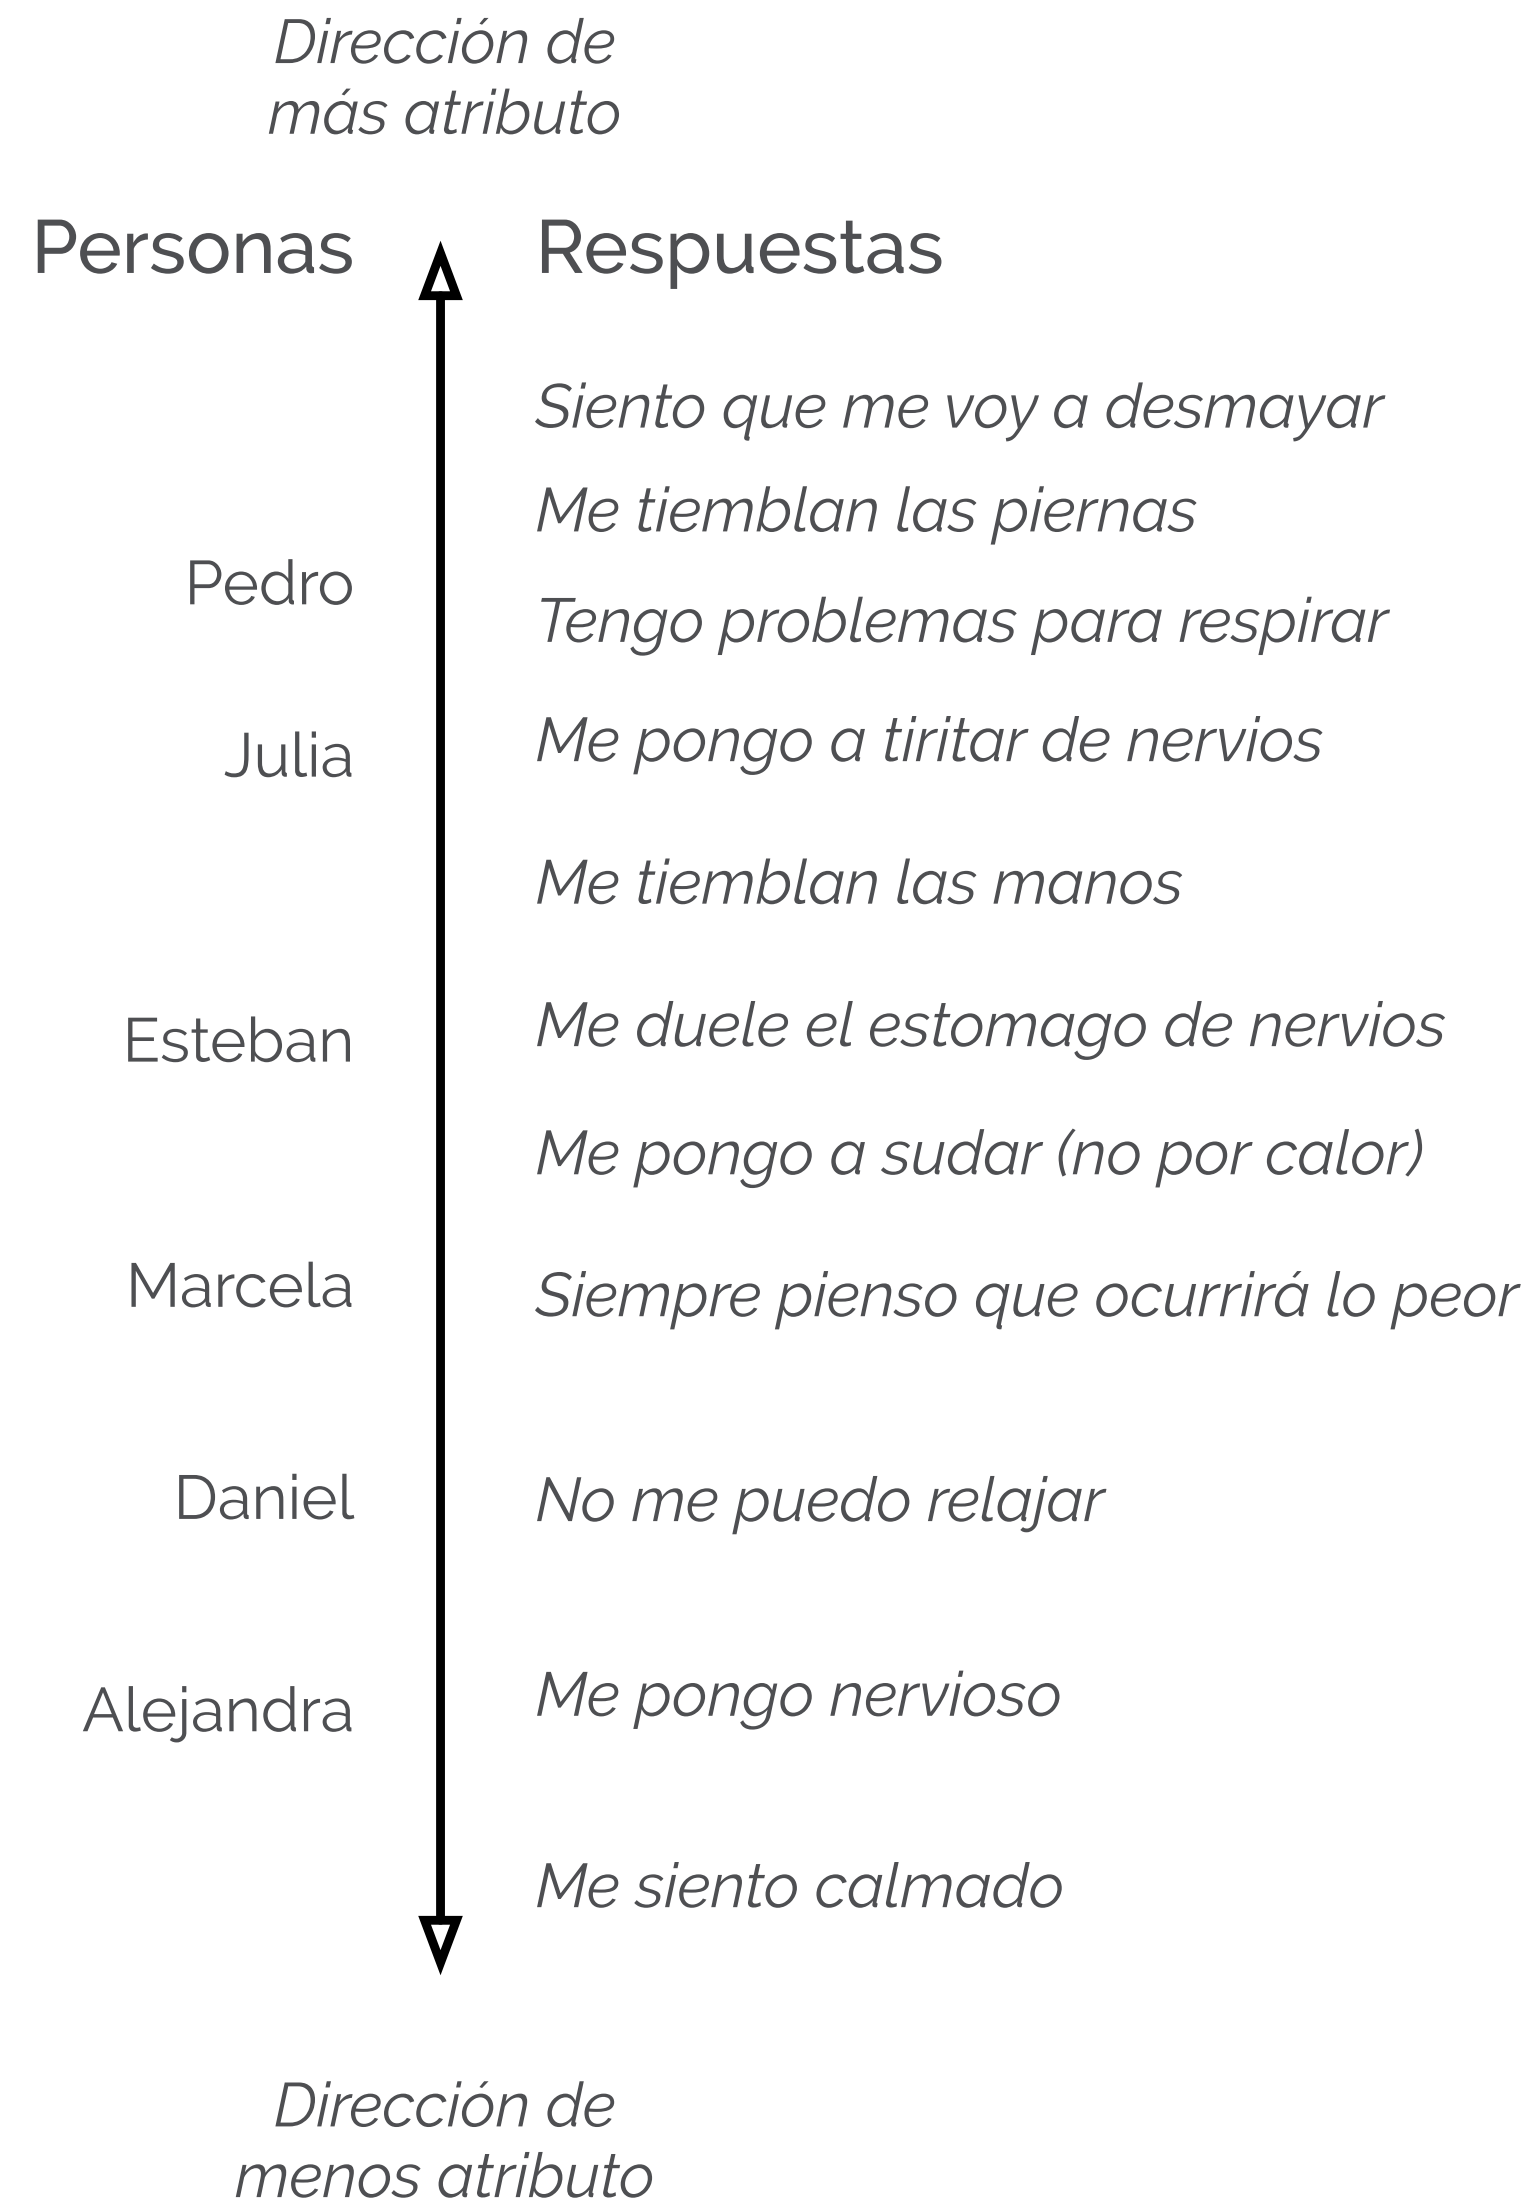 Dirección de
más atributo
Personas
Respuestas
Siento que me voy a desmayar
Me tiemblan las piernas
Pedro
Tengo problemas para respirar
Julia
Me pongo a tiritar de nervios
Me tiemblan las manos
Esteban
Me duele el estomago de nervios
Me pongo a sudar (no por calor)
Marcela
Siempre pienso que ocurrirá lo peor
Daniel
No me puedo relajar
Alejandra
Me pongo nervioso
Me siento calmado
Dirección de
menos atributo